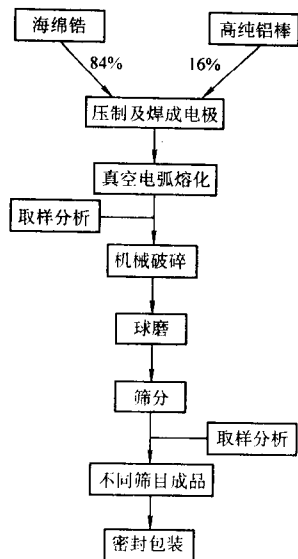 海绵锆
高纯铝棒
84%
16%
压制及焊成电极
真空电弧熔化
取样分析
机械破碎
球磨
筛分
取样分析
不同筛目成品
密封包装